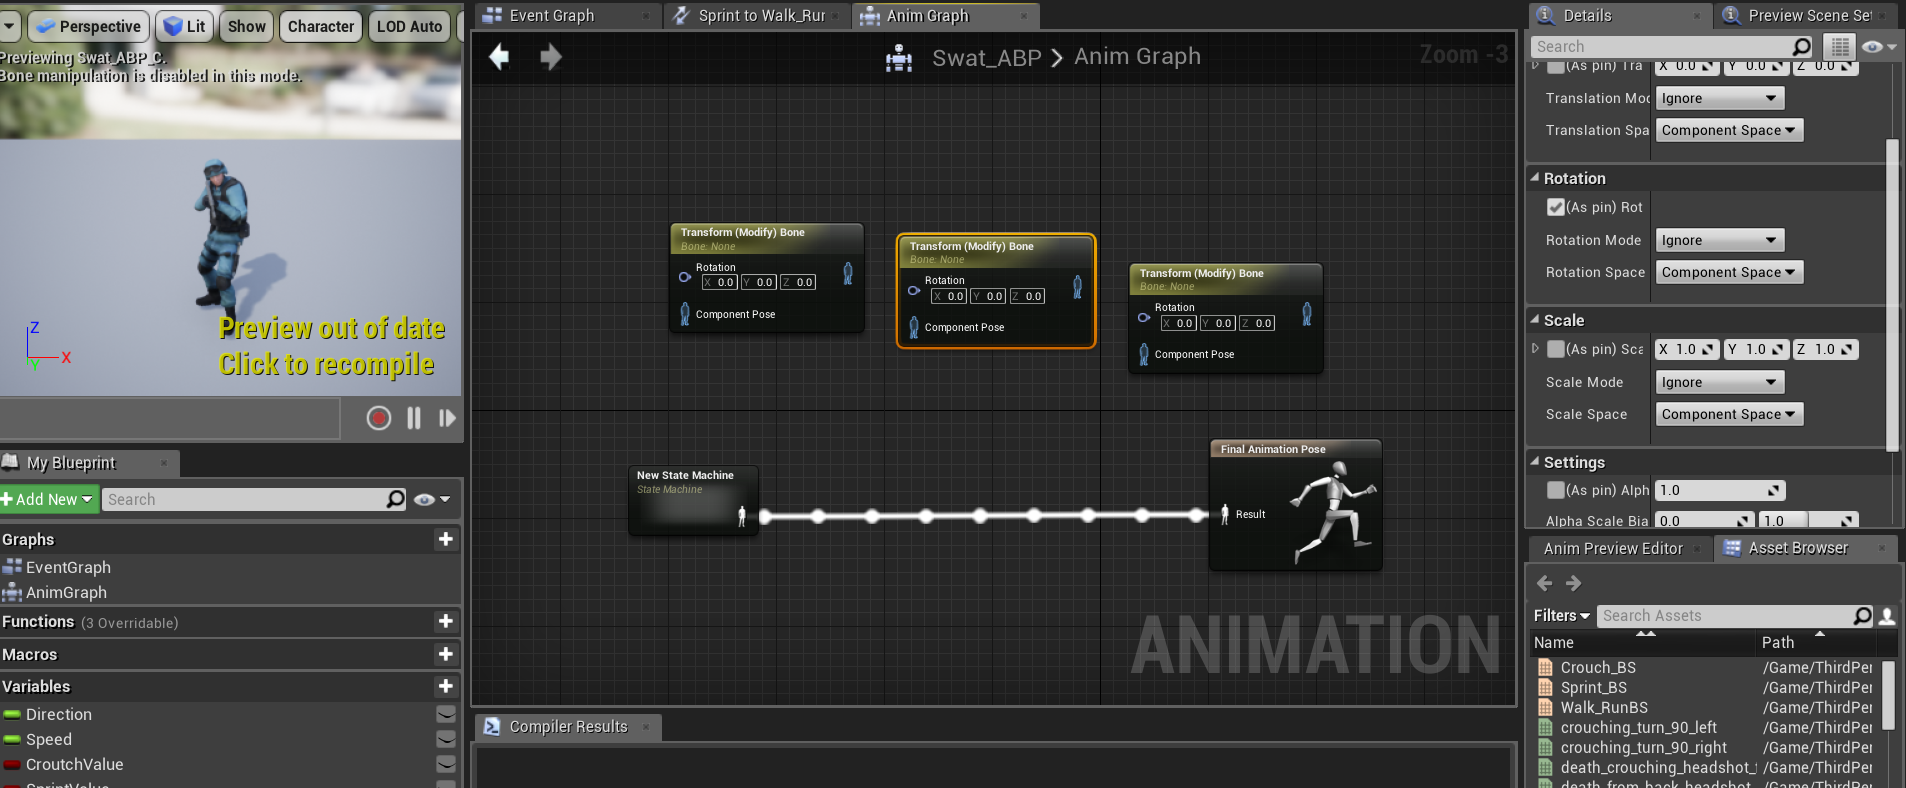 Perspective
Lit
Show
Character
LOD Auto
Previewing Swat_ABP_C.
Bone manipulation is disabled in this mode.
Z
X
Y
Preview out of date
Click to recompile
My Blueprint
Add New
Search
Graphs
EventGraph
AnimGraph
Functions (3 Overridable)
Macros
Variables
Direction
Speed
CroutchValue
SprintValue
Event Graph
Sprint to Walk_Rur
Anim Graph
Swat_ABP > Anim Graph
Zoom -3
Transform (Modify) Bone
Bone: None
Rotation
X 0.0 Y 0.0 Z 0.0
Component Pose
Transform (Modify) Bone
Bone: None
Rotation
X 0.0 Y 0.0 Z 0.0
Component Pose
Transform (Modify) Bone
Bone: None
Rotation
X 0.0 Y 0.0 Z 0.0
Component Pose
New State Machine
State Machine
Final Animation Pose
Result
ANIMATION
Compiler Results
Details
Preview Scene Set
Search
(As pin) Tra X 0.0 Y 0.0 Z 0.0
Translation Moc Ignore
Translation Spa Component Space
Rotation
(As pin) Rot
Rotation Mode Ignore
Rotation Space Component Space
Scale
(As pin) Sca X 1.0 Y 1.0 Z 1.0
Scale Mode Ignore
Scale Space Component Space
Settings
(As pin) Alph 1.0
Alpha Scale Bia 0.0 1.0
Anim Preview Editor
Asset Browser
Filters
Search Assets
Name Path
Crouch_BS /Game/ThirdPer
Sprint_BS /Game/ThirdPer
Walk_RunBS /Game/ThirdPer
crouching_turn_90_left /Game/ThirdPer
crouching_turn_90_right /Game/ThirdPer
death_crouching_headshot_f /Game/ThirdPer
death_from_back_headshot /Game/ThirdPer